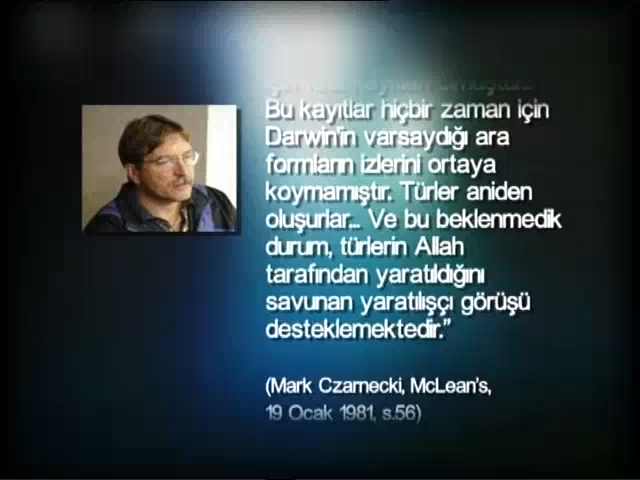 Bu kayıtlar hiçbir zaman için
Darwin'in varsaydığı ara
formların izlerini ortaya
koymamıştır. Türler aniden
oluşurlar... Ve bu beklenmedik
durum, türlerin Allah
tarafından yaratıldığını
savunan yaratılışçı görüşü
desteklemektedir."
(Mark Czarnecki, McLean's,
19 Ocak 1981, s.56)